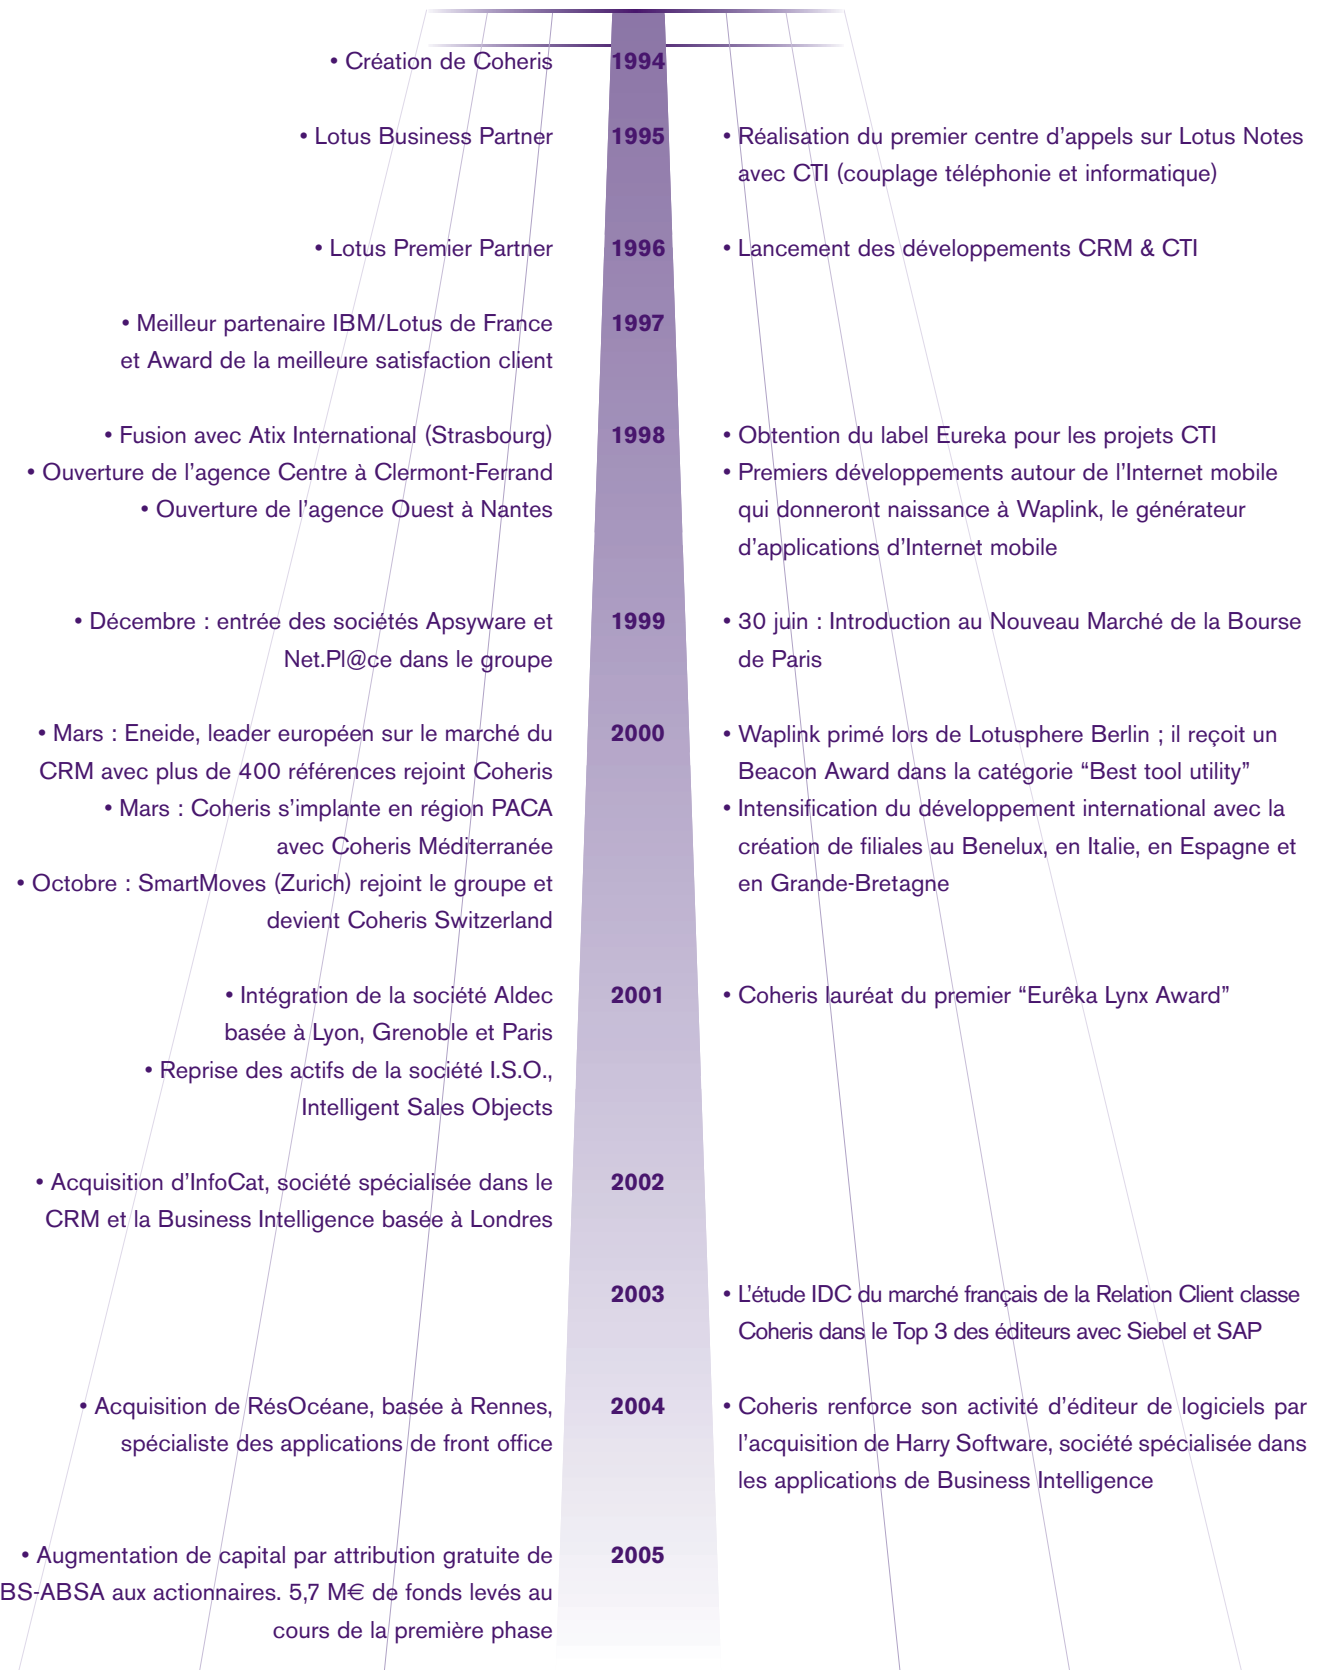 • Création de Coheris
1994
• Lotus Business Partner
1995
• Réalisation du premier centre d’appels sur Lotus Notes
avec CTI (couplage téléphonie et informatique)
• Lotus Premier Partner
1996
• Lancement des développements CRM & CTI
• Meilleur partenaire IBM/Lotus de France
et Award de la meilleure satisfaction client
1997
• Fusion avec Atix International (Strasbourg)
• Ouverture de l’agence Centre à Clermont-Ferrand
• Ouverture de l’agence Ouest à Nantes
1998
• Obtention du label Eureka pour les projets CTI
• Premiers développements autour de l’Internet mobile
qui donneront naissance à Waplink, le générateur
d’applications d’Internet mobile
• Décembre : entrée des sociétés Apsyware et
Net.Pl@ce dans le groupe
1999
• 30 juin : Introduction au Nouveau Marché de la Bourse
de Paris
• Mars : Eneide, leader européen sur le marché du
CRM avec plus de 400 références rejoint Coheris
• Mars : Coheris s’implante en région PACA
avec Coheris Méditerranée
• Octobre : SmartMoves (Zurich) rejoint le groupe et
devient Coheris Switzerland
2000
• Waplink primé lors de Lotusphere Berlin ; il reçoit un
Beacon Award dans la catégorie “Best tool utility”
• Intensification du développement international avec la
création de filiales au Benelux, en Italie, en Espagne et
en Grande-Bretagne
• Intégration de la société Aldec
basée à Lyon, Grenoble et Paris
• Reprise des actifs de la société I.S.O.,
Intelligent Sales Objects
2001
• Coheris lauréat du premier “Eurêka Lynx Award”
• Acquisition d’InfoCat, société spécialisée dans le
CRM et la Business Intelligence basée à Londres
2002
2003
• L’étude IDC du marché français de la Relation Client classe
Coheris dans le Top 3 des éditeurs avec Siebel et SAP
• Acquisition de RésOcéane, basée à Rennes,
spécialiste des applications de front office
2004
• Coheris renforce son activité d’éditeur de logiciels par
l’acquisition de Harry Software, société spécialisée dans
les applications de Business Intelligence
• Augmentation de capital par attribution gratuite de
BS-ABSA aux actionnaires. 5,7 M€ de fonds levés au
cours de la première phase
2005